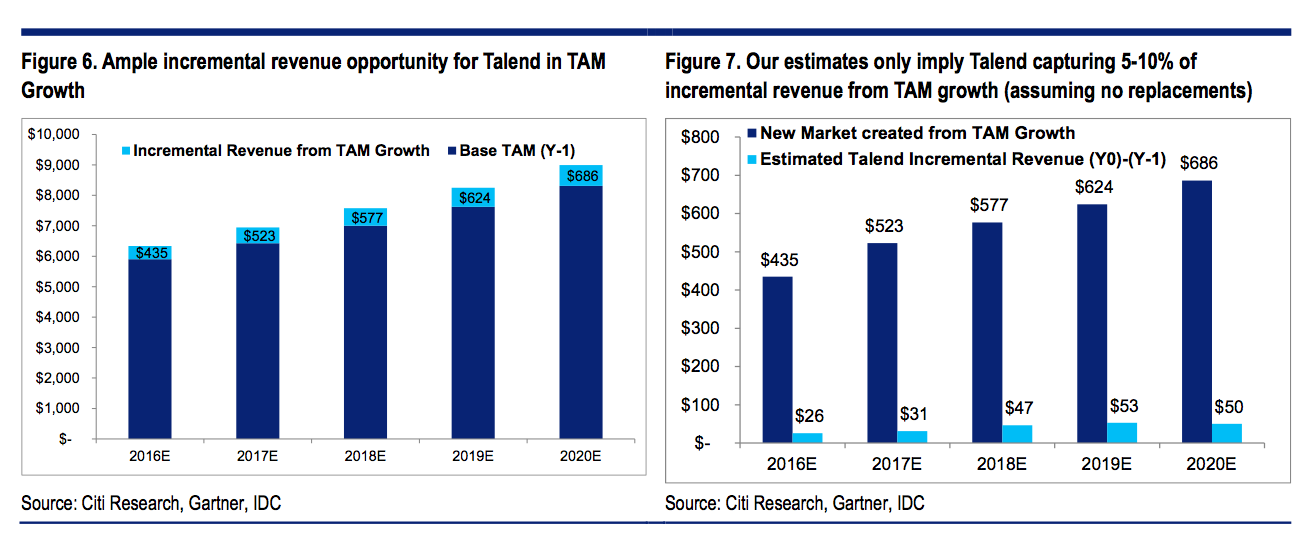 Figure 6. Ample incremental revenue opportunity for Talend in TAM
Growth
$10,000
$9,000
$8,000
$7,000
$6,000
$5,000
$4,000
$3,000
$2,000
$1,000
$-
Incremental Revenue from TAM Growth
Base TAM (Y-1)
$435
$523
$577
$624
$686
2016E
2017E
2018E
2019E
2020E
Source: Citi Research, Gartner, IDC
Figure 7. Our estimates only imply Talend capturing 5-10% of
incremental revenue from TAM growth (assuming no replacements)
$800
$700
$600
$500
$400
$300
$200
$100
$-
New Market created from TAM Growth
Estimated Talend Incremental Revenue (Y0)-(Y-1)
$435
$523
$577
$624
$686
$26
$31
$47
$53
$50
2016E
2017E
2018E
2019E
2020E
Source: Citi Research, Gartner, IDC